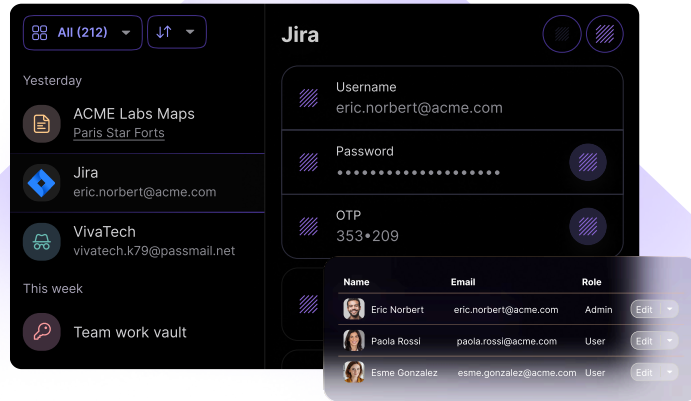 All (212)
Yesterday
ACME Labs Maps
Paris Star Forts
Jira
eric.norbert@acme.com
VivaTech
vivatech.k79@passmail.net
This week
Team work vault
Jira
Username
eric.norbert@acme.com
Password
••••••••••••••••••••
OTP
353•209
Name Email Role
Eric Norbert eric.norbert@acme.com Admin Edit
Paola Rossi paola.rossi@acme.com User Edit
Esme Gonzalez esme.gonzalez@acme.com User Edit